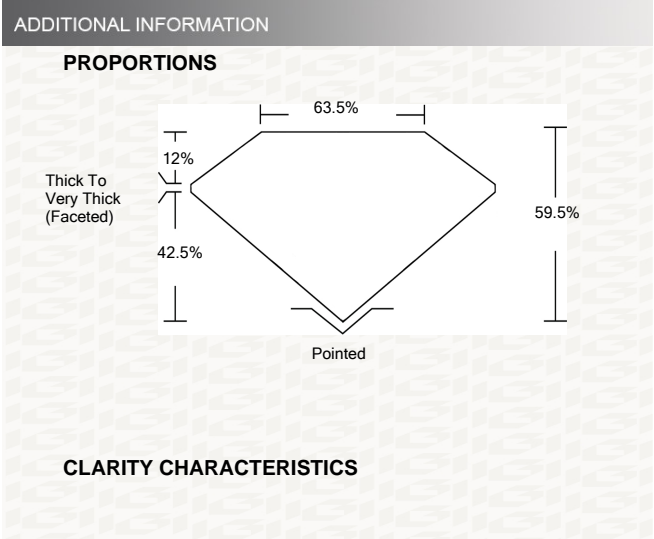 ADDITIONAL INFORMATION
PROPORTIONS
63.5%
12%
Thick To
Very Thick
(Faceted)
59.5%
42.5%
Pointed
CLARITY CHARACTERISTICS